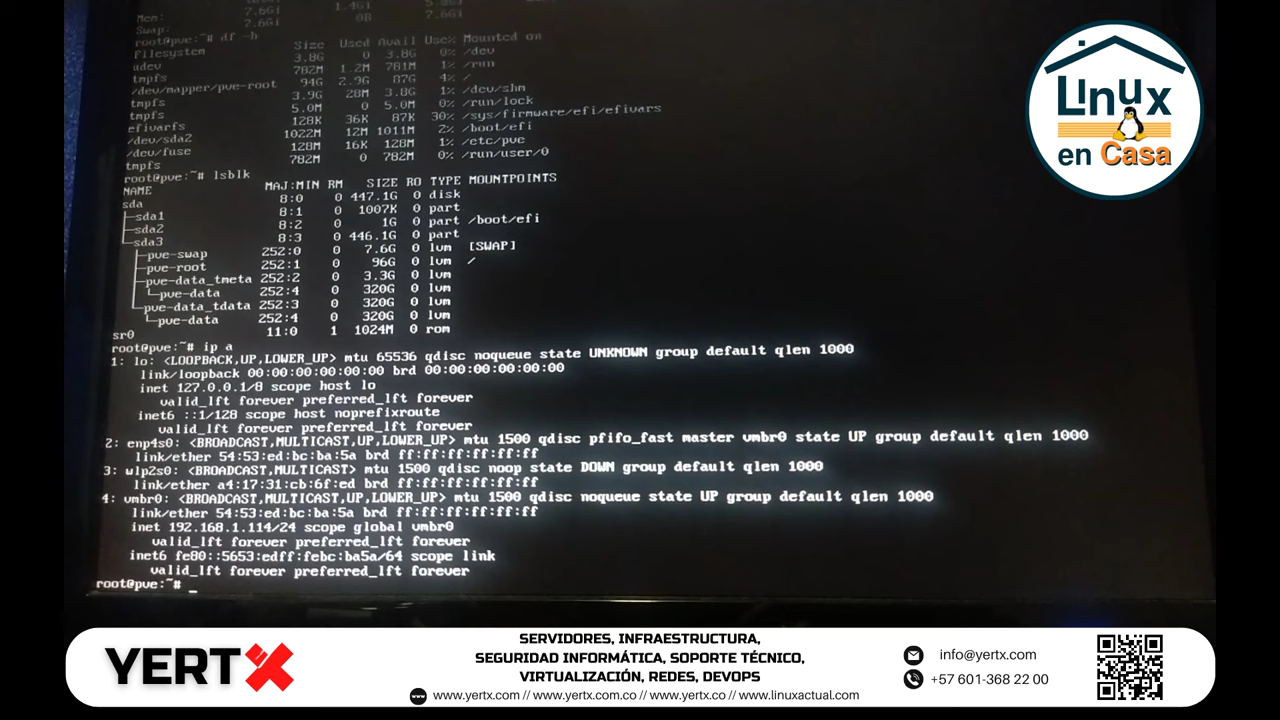 Mem: 7.6Gi 1.4Gi
Swap: 7.6Gi 0B 7.6Gi
root@pve:~# df -h
Filesystem Size Used Avail Use% Mounted on
udev 3.8G 0 3.8G 0% /dev
tmpfs 782M 1.2M 781M 1% /run
/dev/mapper/pve-root 94G 2.9G 87G 4% /
tmpfs 3.9G 28M 3.8G 1% /dev/shm
tmpfs 5.0M 0 5.0M 0% /run/lock
efivarfs 128K 36K 87K 30% /sys/firmware/efi/efivars
/dev/sda2 1022M 12M 1011M 2% /boot/efi
/dev/fuse 128M 16K 128M 1% /etc/pve
tmpfs 782M 0 782M 0% /run/user/0
root@pve:~# lsblk
NAME MAJ:MIN RM SIZE RO TYPE MOUNTPOINTS
sda 8:0 0 447.1G 0 disk
├─sda1 8:1 0 1007K 0 part
├─sda2 8:2 0 1G 0 part /boot/efi
└─sda3 8:3 0 446.1G 0 part
├─pve-swap 252:0 0 7.6G 0 lvm [SWAP]
├─pve-root 252:1 0 96G 0 lvm /
├─pve-data_tmeta 252:2 0 3.3G 0 lvm
│ └─pve-data 252:4 0 320G 0 lvm
└─pve-data_tdata 252:3 0 320G 0 lvm
└─pve-data 252:4 0 320G 0 lvm
sr0 11:0 1 1024M 0 rom
root@pve:~# ip a
1: lo: <LOOPBACK,UP,LOWER_UP> mtu 65536 qdisc noqueue state UNKNOWN group default qlen 1000
link/loopback 00:00:00:00:00:00 brd 00:00:00:00:00:00
inet 127.0.0.1/8 scope host lo
valid_lft forever preferred_lft forever
inet6 ::1/128 scope host noprefixroute
valid_lft forever preferred_lft forever
2: enp4s0: <BROADCAST,MULTICAST,UP,LOWER_UP> mtu 1500 qdisc pfifo_fast master vmbr0 state UP group default qlen 1000
link/ether 54:53:ed:bc:ba:5a brd ff:ff:ff:ff:ff:ff
3: wlp2s0: <BROADCAST,MULTICAST> mtu 1500 qdisc noop state DOWN group default qlen 1000
link/ether a4:17:31:cb:6f:ed brd ff:ff:ff:ff:ff:ff
4: vmbr0: <BROADCAST,MULTICAST,UP,LOWER_UP> mtu 1500 qdisc noqueue state UP group default qlen 1000
link/ether 54:53:ed:bc:ba:5a brd ff:ff:ff:ff:ff:ff
inet 192.168.1.114/24 scope global vmbr0
valid_lft forever preferred_lft forever
inet6 fe80::5653:edff:febc:ba5a/64 scope link
valid_lft forever preferred_lft forever
root@pve:~# _
LInux
en Casa
YERTX
SERVIDORES, INFRAESTRUCTURA,
SEGURIDAD INFORMÁTICA, SOPORTE TÉCNICO,
VIRTUALIZACIÓN, REDES, DEVOPS
www.yertx.com // www.yertx.com.co // www.yertx.co // www.linuxactual.com
info@yertx.com
+57 601-368 22 00